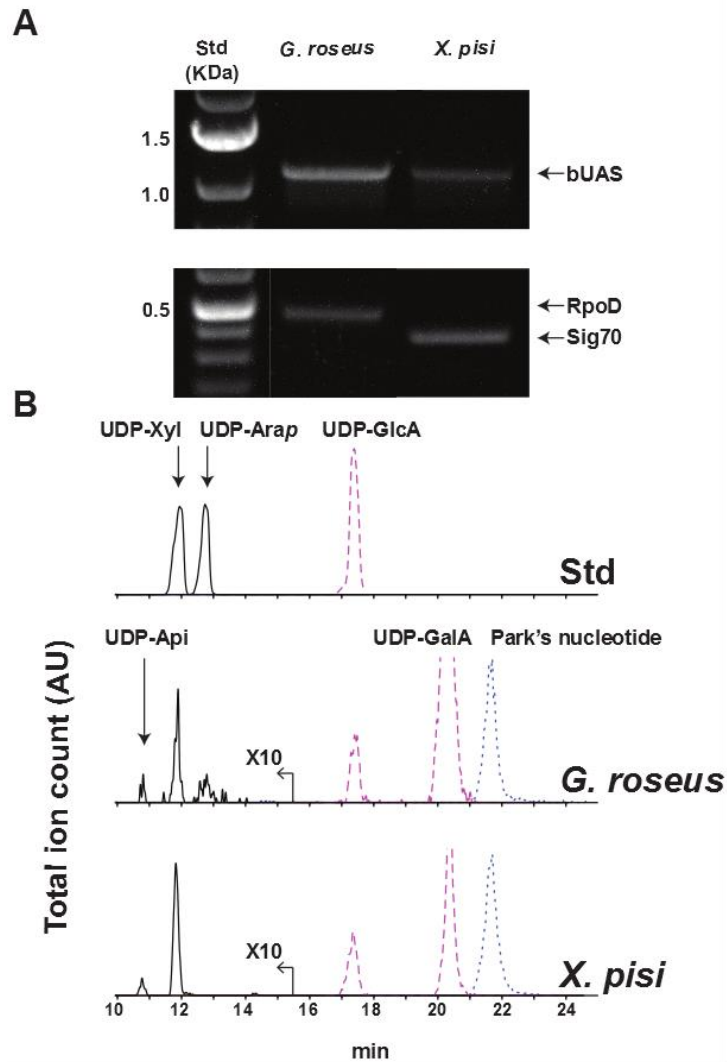 A
Std
(KDa)
G. roseus
X. pisi
1.5
1.0
←bUAS
0.5
←RpoD
←Sig70
B
UDP-Xyl
UDP-Arap
UDP-GlcA
Std
UDP-Api
UDP-GalA
Park's nucleotide
X10
G. roseus
X10
X. pisi
Total ion count (AU)
10 12 14 16 18 20 22 24
min